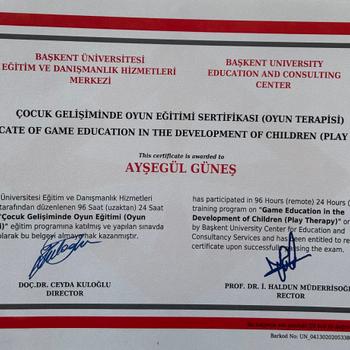 BAŞKENT ÜNİVERSİTESİ
EĞİTİM VE DANIŞMANLIK HİZMETLERİ
MERKEZİ
BAŞKENT UNIVERSITY
EDUCATION AND CONSULTING
CENTER
ÇOCUK GELİŞİMİNDE OYUN EĞİTİMİ SERTİFİKASI (OYUN TERAPİSİ)
CATE OF GAME EDUCATION IN THE DEVELOPMENT OF CHILDREN (PLAY
This certificate is awarded to
AYŞEGÜL GÜNEŞ
Üniversitesi Eğitim ve Danışmanlık Hizmetleri
tarafından düzenlenen 96 Saat (uzaktan) 24 Saat
"Çocuk Gelişiminde Oyun Eğitimi (Oyun
i)" eğitim programına katılmış ve yapılan sınavda
olarak bu belgeyi almaya hak kazanmıştır.
has participated in 96 Hours (remote) 24 Hours (
training program on "Game Education in the
Development of Children (Play Therapy)" or
by Başkent University Center for Education and
Consultancy Services and has been entitled to re
certificate upon successfully passing the exam.
DOÇ.DR. CEYDA KULOĞLU
DIRECTOR
PROF. DR. İ. HALDUN MÜDERRİSOĞ
RECTOR
Barkod No: UN_0413020205338